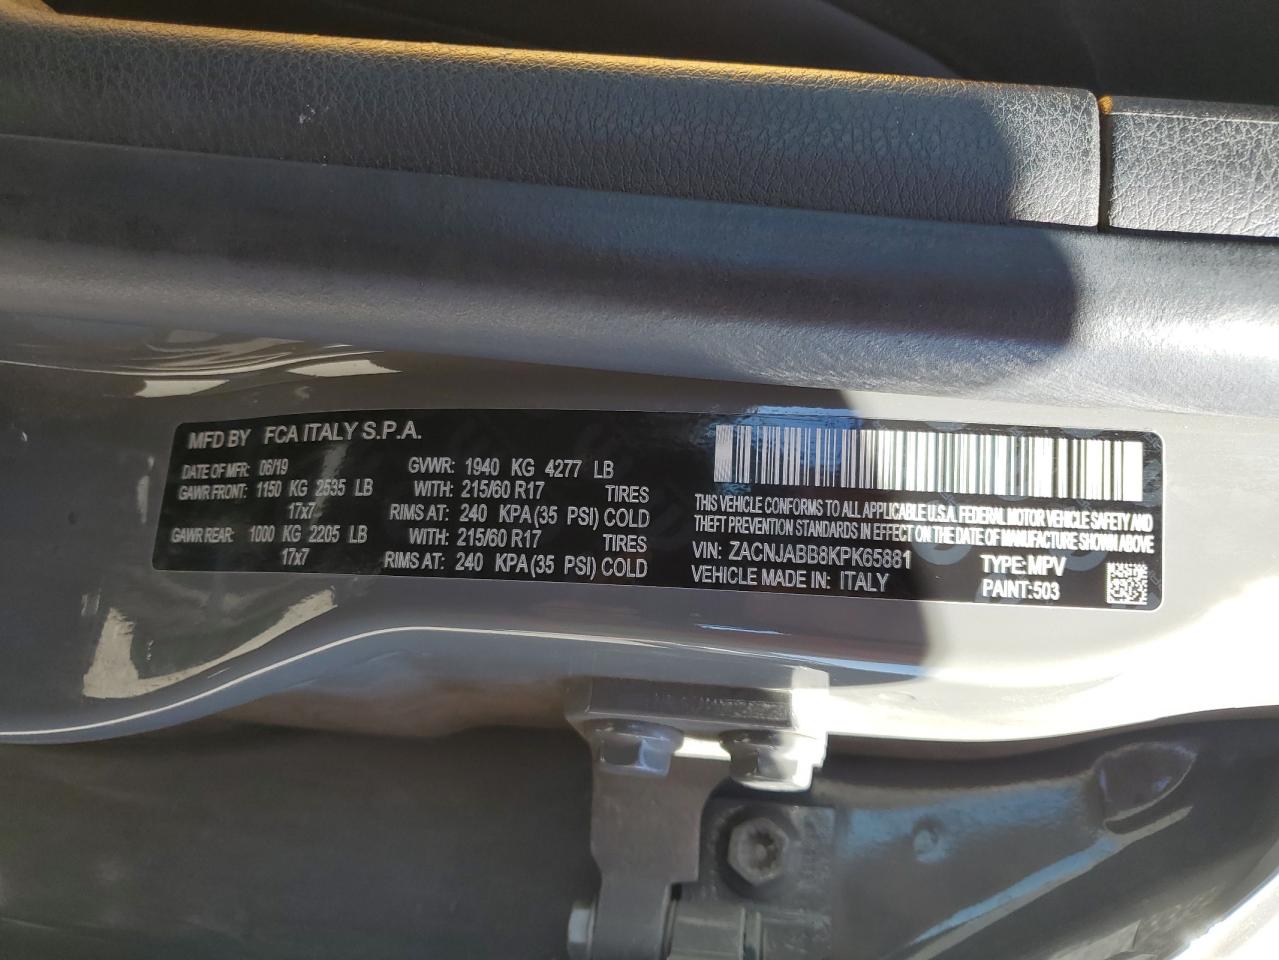 MFD BY FCA ITALY S.P.A.
DATE OF MFR: 06/19 GVWR: 1940 KG 4277 LB
GAWR FRONT: 1150 KG 2535 LB WITH: 215/60 R17 TIRES
17x7 RIMS AT: 240 KPA (35 PSI) COLD
GAWR REAR: 1000 KG 2205 LB WITH: 215/60 R17 TIRES
17x7 RIMS AT: 240 KPA (35 PSI) COLD
THIS VEHICLE CONFORMS TO ALL APPLICABLE U.S.A. FEDERAL MOTOR VEHICLE SAFETY AND
THEFT PREVENTION STANDARDS IN EFFECT ON THE DATE OF MANUFACTURE SHOWN ABOVE.
VIN: ZACNJABB8KPK65881 TYPE: MPV
VEHICLE MADE IN: ITALY PAINT: 503